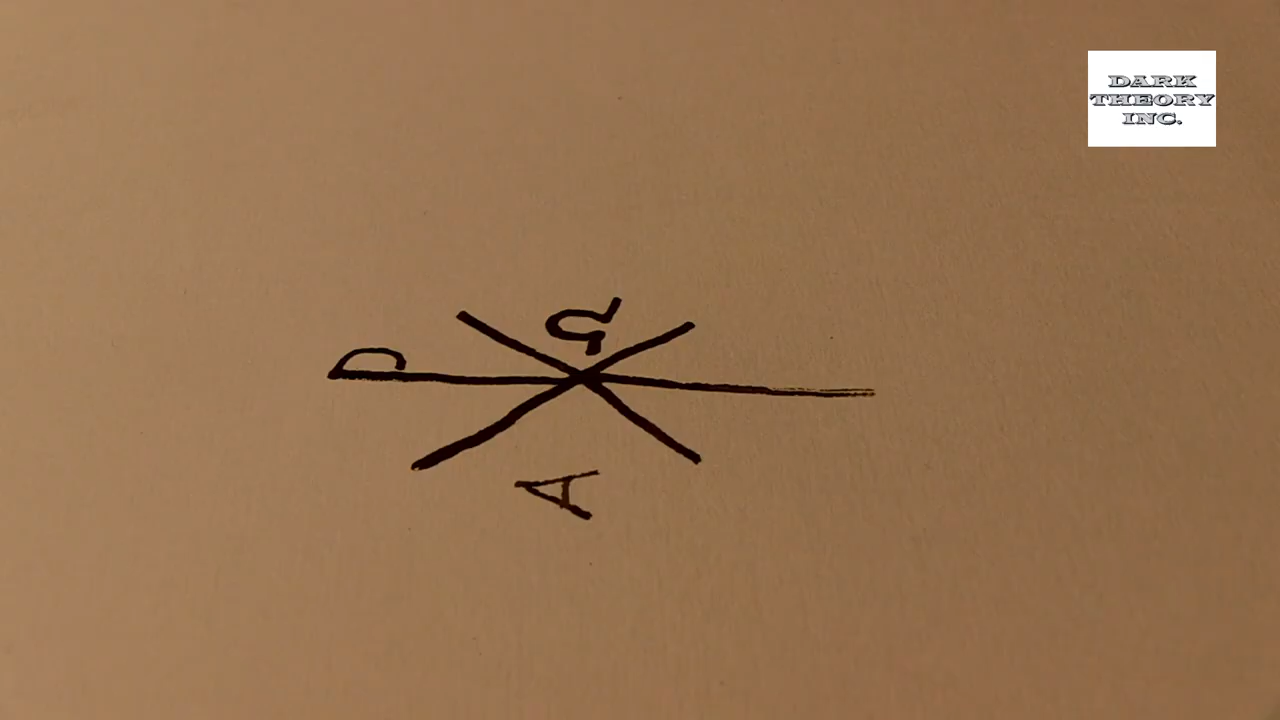 DARK
THEORY
INC.
Α ☧ Ω